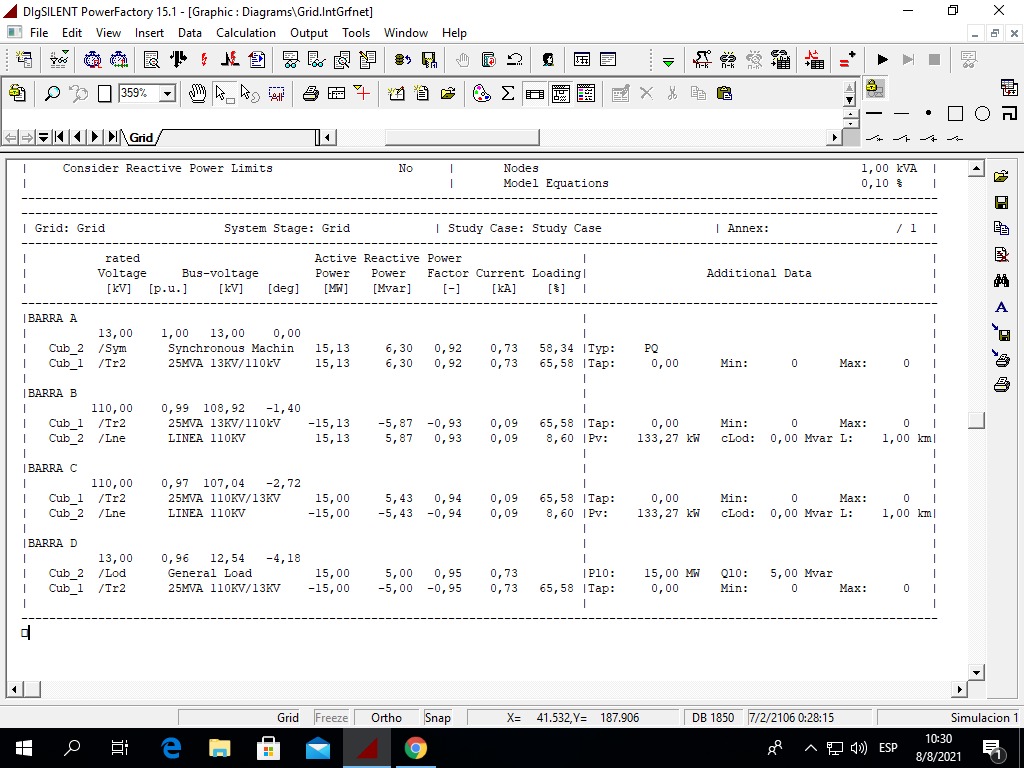 DIgSILENT PowerFactory 15.1 - [Graphic : Diagrams\Grid.IntGrfnet]
File Edit View Insert Data Calculation Output Tools Window Help
359%
Grid
| Consider Reactive Power Limits No | Nodes 1,00 kVA |
| | Model Equations 0,10 % |
| Grid: Grid System Stage: Grid | Study Case: Study Case | Annex: / 1 |
| rated Active Reactive Power | |
| Voltage Bus-voltage Power Power Factor Current Loading| Additional Data |
| [kV] [p.u.] [kV] [deg] [MW] [Mvar] [-] [kA] [%] | |
|BARRA A | |
| 13,00 1,00 13,00 0,00 | |
| Cub_2 /Sym Synchronous Machin 15,13 6,30 0,92 0,73 58,34 |Typ: PQ |
| Cub_1 /Tr2 25MVA 13KV/110kV 15,13 6,30 0,92 0,73 65,58 |Tap: 0,00 Min: 0 Max: 0 |
| | |
|BARRA B | |
| 110,00 0,99 108,92 -1,40 | |
| Cub_1 /Tr2 25MVA 13KV/110kV -15,13 -5,87 -0,93 0,09 65,58 |Tap: 0,00 Min: 0 Max: 0 |
| Cub_2 /Lne LINEA 110KV 15,13 5,87 0,93 0,09 8,60 |Pv: 133,27 kW cLod: 0,00 Mvar L: 1,00 km|
| | |
|BARRA C | |
| 110,00 0,97 107,04 -2,72 | |
| Cub_1 /Tr2 25MVA 110KV/13KV 15,00 5,43 0,94 0,09 65,58 |Tap: 0,00 Min: 0 Max: 0 |
| Cub_2 /Lne LINEA 110KV -15,00 -5,43 -0,94 0,09 8,60 |Pv: 133,27 kW cLod: 0,00 Mvar L: 1,00 km|
| | |
|BARRA D | |
| 13,00 0,96 12,54 -4,18 | |
| Cub_2 /Lod General Load 15,00 5,00 0,95 0,73 |Pl0: 15,00 MW Ql0: 5,00 Mvar |
| Cub_1 /Tr2 25MVA 110KV/13KV -15,00 -5,00 -0,95 0,73 65,58 |Tap: 0,00 Min: 0 Max: 0 |
| | |
Grid Freeze Ortho Snap X= 41.532,Y= 187.906 DB 1850 7/2/2106 0:28:15 Simulacion 1
ESP
10:30
8/8/2021
1